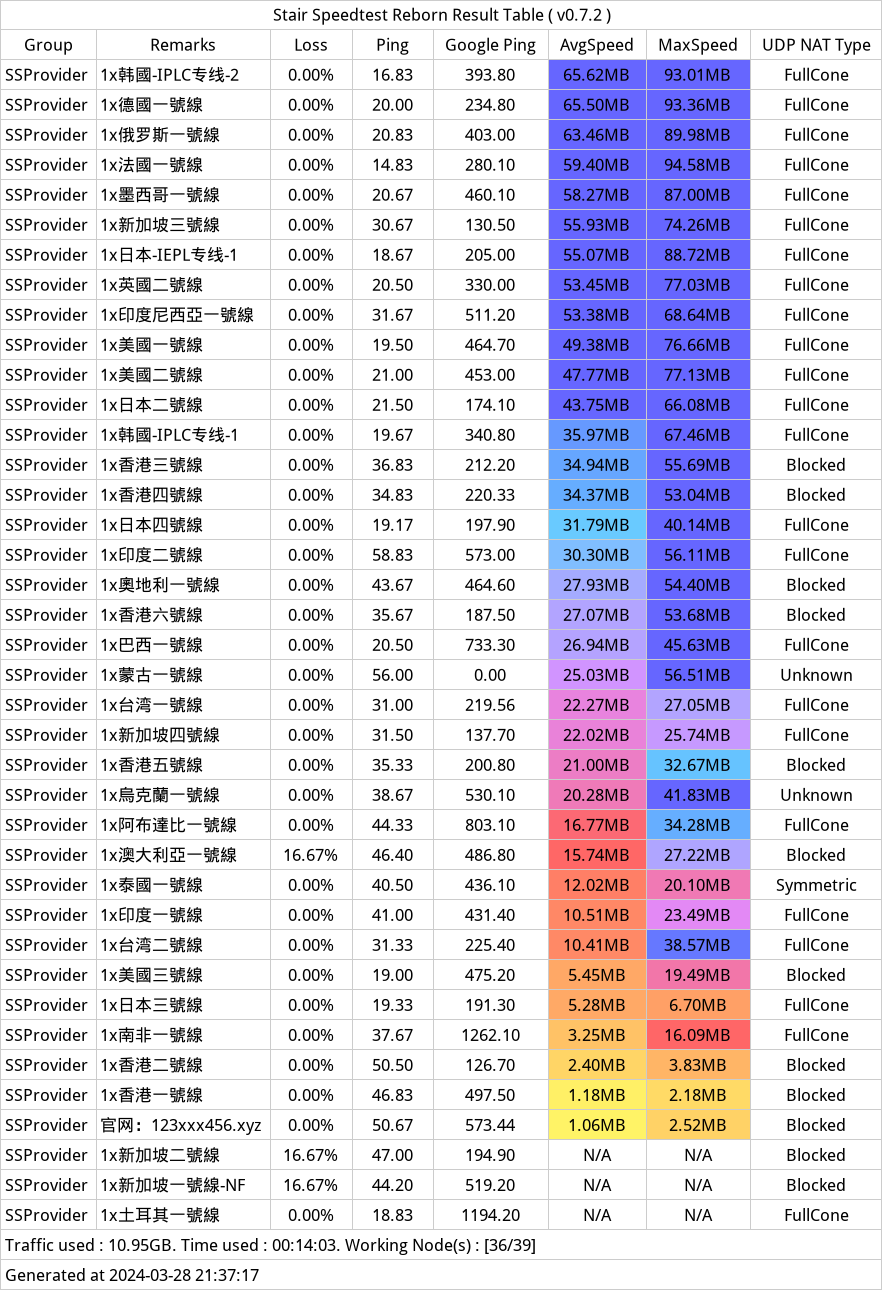 Stair Speedtest Reborn Result Table ( v0.7.2 )
Group Remarks Loss Ping Google Ping AvgSpeed MaxSpeed UDP NAT Type
SSProvider 1x韩國-IPLC专线-2 0.00% 16.83 393.80 65.62MB 93.01MB FullCone
SSProvider 1x德國一號線 0.00% 20.00 234.80 65.50MB 93.36MB FullCone
SSProvider 1x俄罗斯一號線 0.00% 20.83 403.00 63.46MB 89.98MB FullCone
SSProvider 1x法國一號線 0.00% 14.83 280.10 59.40MB 94.58MB FullCone
SSProvider 1x墨西哥一號線 0.00% 20.67 460.10 58.27MB 87.00MB FullCone
SSProvider 1x新加坡三號線 0.00% 30.67 130.50 55.93MB 74.26MB FullCone
SSProvider 1x日本-IEPL专线-1 0.00% 18.67 205.00 55.07MB 88.72MB FullCone
SSProvider 1x英國二號線 0.00% 20.50 330.00 53.45MB 77.03MB FullCone
SSProvider 1x印度尼西亞一號線 0.00% 31.67 511.20 53.38MB 68.64MB FullCone
SSProvider 1x美國一號線 0.00% 19.50 464.70 49.38MB 76.66MB FullCone
SSProvider 1x美國二號線 0.00% 21.00 453.00 47.77MB 77.13MB FullCone
SSProvider 1x日本二號線 0.00% 21.50 174.10 43.75MB 66.08MB FullCone
SSProvider 1x韩國-IPLC专线-1 0.00% 19.67 340.80 35.97MB 67.46MB FullCone
SSProvider 1x香港三號線 0.00% 36.83 212.20 34.94MB 55.69MB Blocked
SSProvider 1x香港四號線 0.00% 34.83 220.33 34.37MB 53.04MB Blocked
SSProvider 1x日本四號線 0.00% 19.17 197.90 31.79MB 40.14MB FullCone
SSProvider 1x印度二號線 0.00% 58.83 573.00 30.30MB 56.11MB FullCone
SSProvider 1x奧地利一號線 0.00% 43.67 464.60 27.93MB 54.40MB Blocked
SSProvider 1x香港六號線 0.00% 35.67 187.50 27.07MB 53.68MB Blocked
SSProvider 1x巴西一號線 0.00% 20.50 733.30 26.94MB 45.63MB FullCone
SSProvider 1x蒙古一號線 0.00% 56.00 0.00 25.03MB 56.51MB Unknown
SSProvider 1x台湾一號線 0.00% 31.00 219.56 22.27MB 27.05MB FullCone
SSProvider 1x新加坡四號線 0.00% 31.50 137.70 22.02MB 25.74MB FullCone
SSProvider 1x香港五號線 0.00% 35.33 200.80 21.00MB 32.67MB Blocked
SSProvider 1x烏克蘭一號線 0.00% 38.67 530.10 20.28MB 41.83MB Unknown
SSProvider 1x阿布達比一號線 0.00% 44.33 803.10 16.77MB 34.28MB FullCone
SSProvider 1x澳大利亞一號線 16.67% 46.40 486.80 15.74MB 27.22MB Blocked
SSProvider 1x泰國一號線 0.00% 40.50 436.10 12.02MB 20.10MB Symmetric
SSProvider 1x印度一號線 0.00% 41.00 431.40 10.51MB 23.49MB FullCone
SSProvider 1x台湾二號線 0.00% 31.33 225.40 10.41MB 38.57MB FullCone
SSProvider 1x美國三號線 0.00% 19.00 475.20 5.45MB 19.49MB Blocked
SSProvider 1x日本三號線 0.00% 19.33 191.30 5.28MB 6.70MB FullCone
SSProvider 1x南非一號線 0.00% 37.67 1262.10 3.25MB 16.09MB FullCone
SSProvider 1x香港二號線 0.00% 50.50 126.70 2.40MB 3.83MB Blocked
SSProvider 1x香港一號線 0.00% 46.83 497.50 1.18MB 2.18MB Blocked
SSProvider 官网：123xxx456.xyz 0.00% 50.67 573.44 1.06MB 2.52MB Blocked
SSProvider 1x新加坡二號線 16.67% 47.00 194.90 N/A N/A Blocked
SSProvider 1x新加坡一號線-NF 16.67% 44.20 519.20 N/A N/A Blocked
SSProvider 1x土耳其一號線 0.00% 18.83 1194.20 N/A N/A FullCone
Traffic used : 10.95GB. Time used : 00:14:03. Working Node(s) : [36/39]
Generated at 2024-03-28 21:37:17